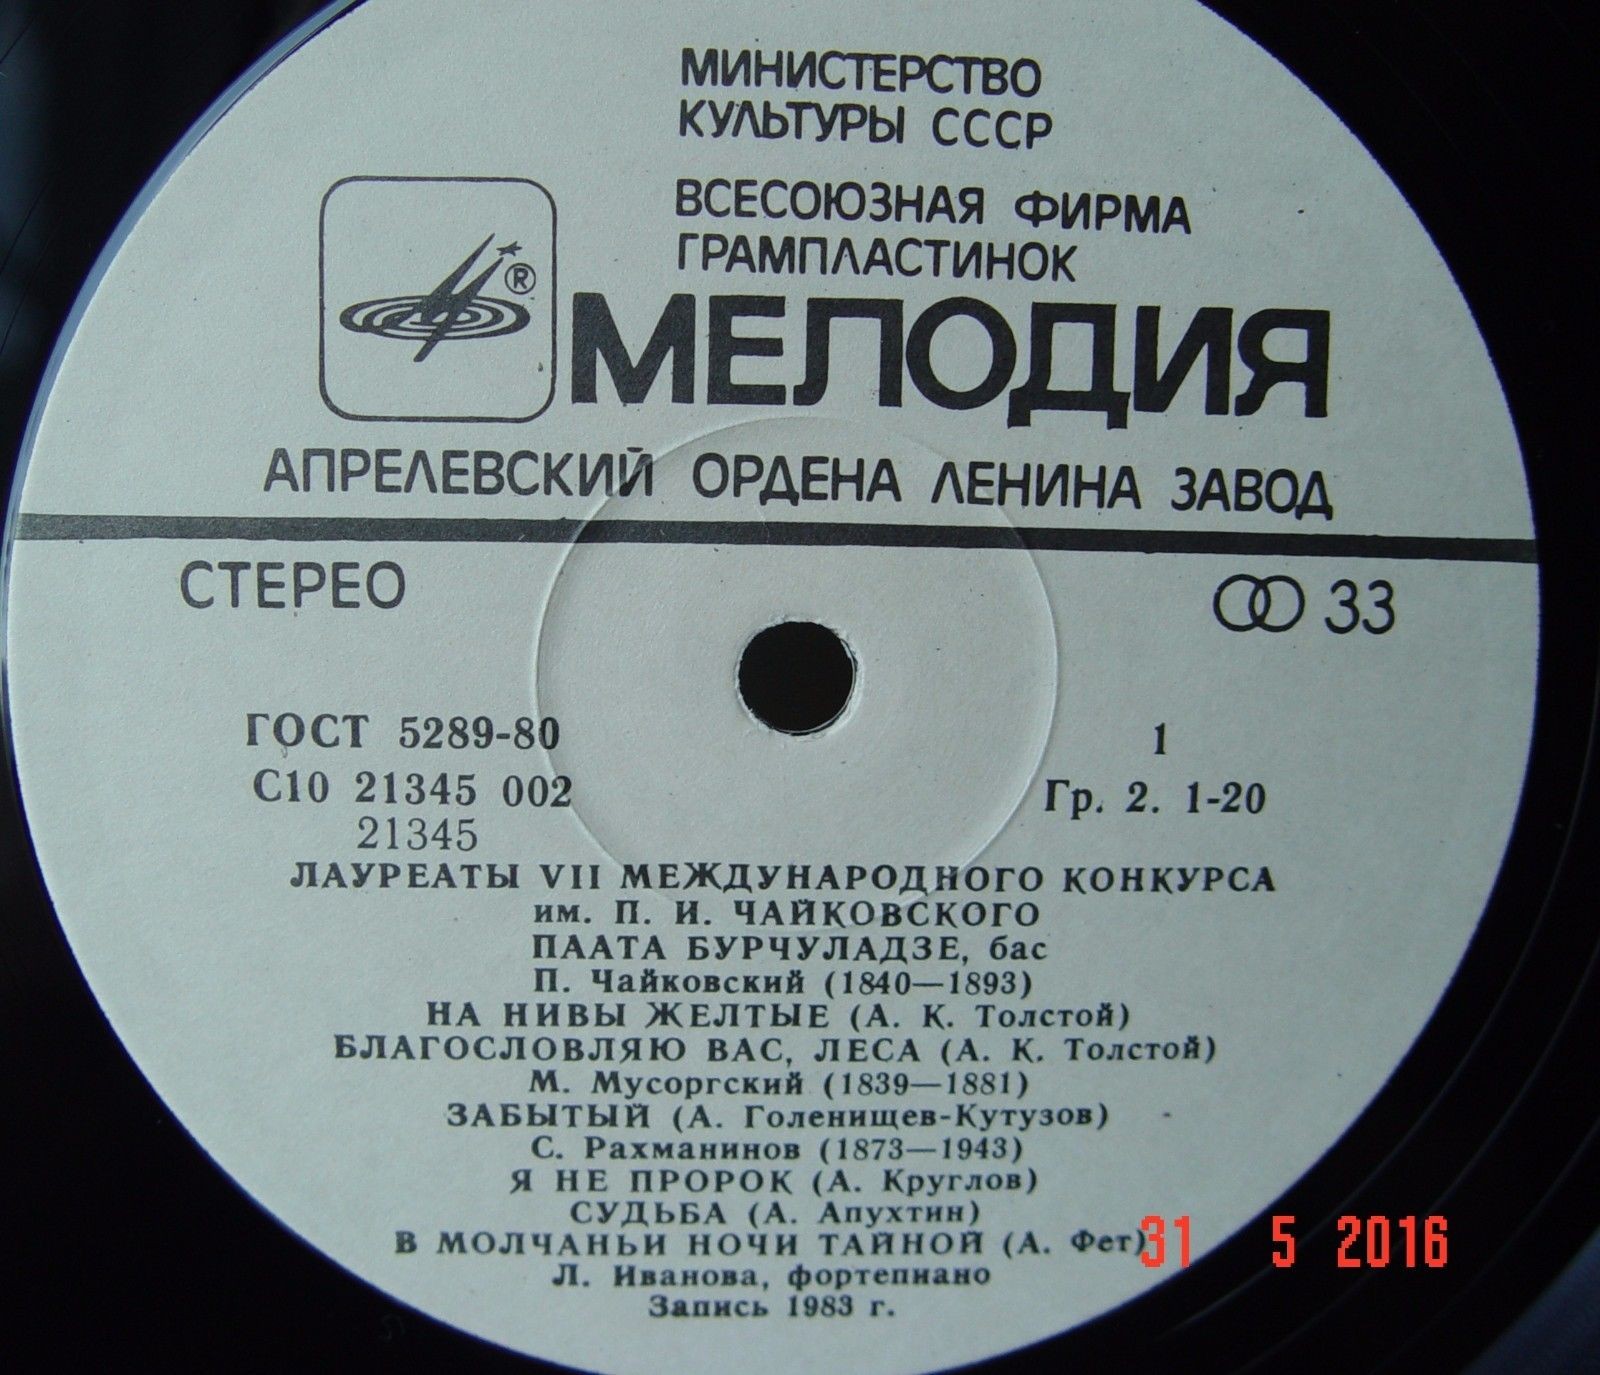 МИНИСТЕРСТВО
КУЛЬТУРЫ СССР
ВСЕСОЮЗНАЯ ФИРМА
ГРАМПЛАСТИНОК
®
МЕЛОДИЯ
АПРЕЛЕВСКИЙ ОРДЕНА ЛЕНИНА ЗАВОД
СТЕРЕО
33
ГОСТ 5289-80
1
С10 21345 002
Гр. 2. 1-20
21345
ЛАУРЕАТЫ VII МЕЖДУНАРОДНОГО КОНКУРСА
им. П. И. ЧАЙКОВСКОГО
ПААТА БУРЧУЛАДЗЕ, бас
П. Чайковский (1840—1893)
НА НИВЫ ЖЕЛТЫЕ (А. К. Толстой)
БЛАГОСЛОВЛЯЮ ВАС, ЛЕСА (А. К. Толстой)
М. Мусоргский (1839—1881)
ЗАБЫТЫЙ (А. Голенищев-Кутузов)
С. Рахманинов (1873—1943)
Я НЕ ПРОРОК (А. Круглов)
СУДЬБА (А. Апухтин)
В МОЛЧАНЬИ НОЧИ ТАЙНОЙ (А. Фет)
Л. Иванова, фортепиано
Запись 1983 г.
31 5 2016